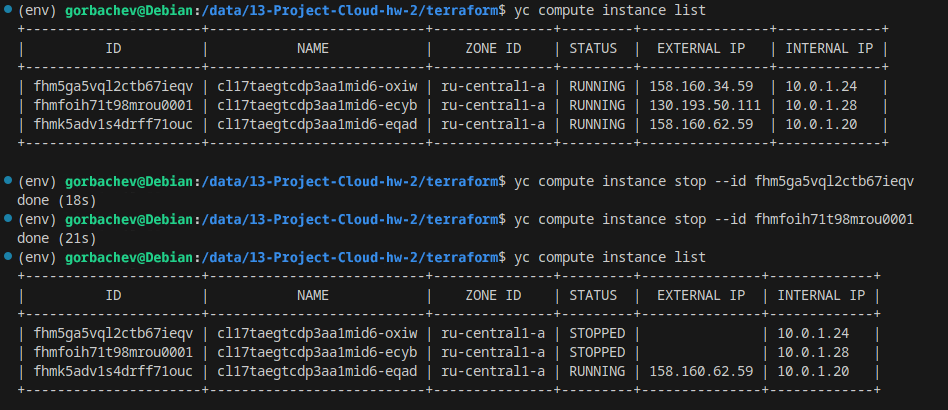 (env) gorbachev@Debian:/data/13-Project-Cloud-hw-2/terraform$ yc compute instance list
+----------------------+---------------------------+---------------+---------+----------------+-------------+
|          ID          |           NAME            |    ZONE ID    | STATUS  |  EXTERNAL IP   | INTERNAL IP |
+----------------------+---------------------------+---------------+---------+----------------+-------------+
| fhm5ga5vql2ctb67ieqv | cl17taegtcdp3aa1mid6-oxiw | ru-central1-a | RUNNING | 158.160.34.59  | 10.0.1.24   |
| fhmfoih71t98mrou0001 | cl17taegtcdp3aa1mid6-ecyb | ru-central1-a | RUNNING | 130.193.50.111 | 10.0.1.28   |
| fhmk5adv1s4drff71ouc | cl17taegtcdp3aa1mid6-eqad | ru-central1-a | RUNNING | 158.160.62.59  | 10.0.1.20   |
+----------------------+---------------------------+---------------+---------+----------------+-------------+
(env) gorbachev@Debian:/data/13-Project-Cloud-hw-2/terraform$ yc compute instance stop --id fhm5ga5vql2ctb67ieqv
done (18s)
(env) gorbachev@Debian:/data/13-Project-Cloud-hw-2/terraform$ yc compute instance stop --id fhmfoih71t98mrou0001
done (21s)
(env) gorbachev@Debian:/data/13-Project-Cloud-hw-2/terraform$ yc compute instance list
+----------------------+---------------------------+---------------+---------+---------------+-------------+
|          ID          |           NAME            |    ZONE ID    | STATUS  |  EXTERNAL IP  | INTERNAL IP |
+----------------------+---------------------------+---------------+---------+---------------+-------------+
| fhm5ga5vql2ctb67ieqv | cl17taegtcdp3aa1mid6-oxiw | ru-central1-a | STOPPED |               | 10.0.1.24   |
| fhmfoih71t98mrou0001 | cl17taegtcdp3aa1mid6-ecyb | ru-central1-a | STOPPED |               | 10.0.1.28   |
| fhmk5adv1s4drff71ouc | cl17taegtcdp3aa1mid6-eqad | ru-central1-a | RUNNING | 158.160.62.59 | 10.0.1.20   |
+----------------------+---------------------------+---------------+---------+---------------+-------------+